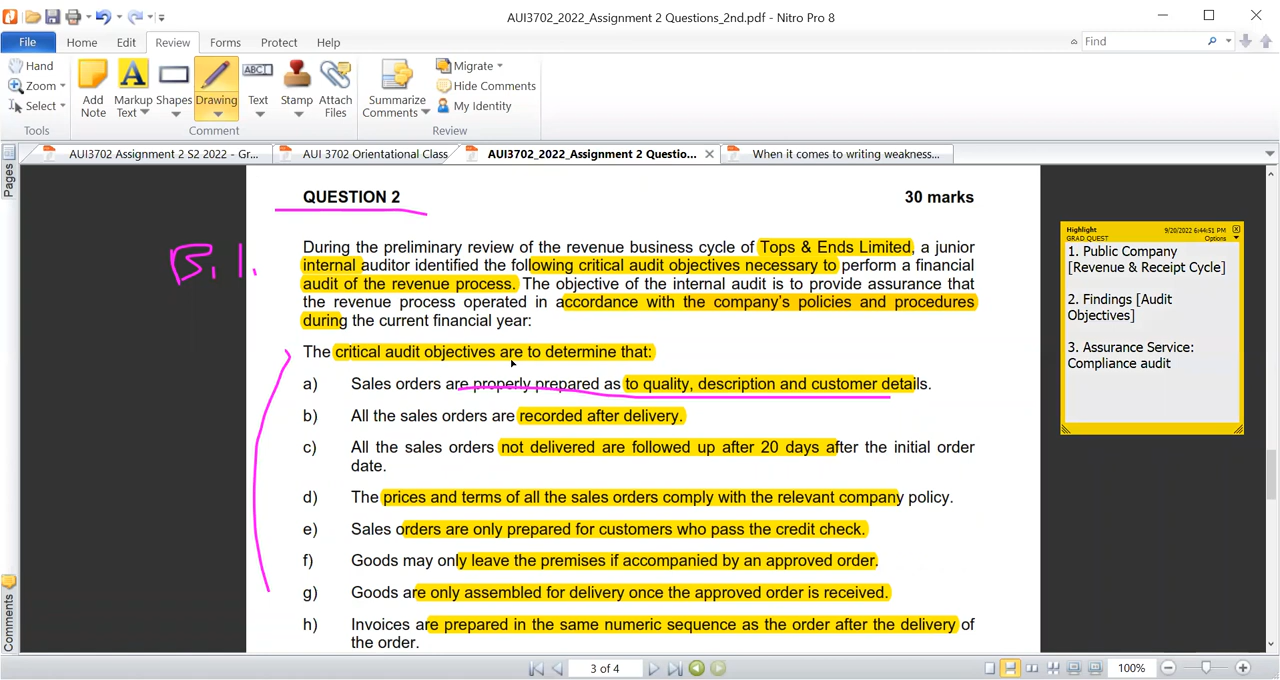 AUI3702_2022_Assignment 2 Questions_2nd.pdf - Nitro Pro 8
File Home Edit Review Forms Protect Help Find
Hand
Zoom
Select
Tools
Add Note
Markup Text
Shapes
Drawing
ABC
Text
Stamp
Attach Files
Comment
Summarize Comments
Migrate
Hide Comments
My Identity
Review
AUI3702 Assignment 2 S2 2022 - Gr... AUI 3702 Orientational Class AUI3702_2022_Assignment 2 Questio... When it comes to writing weakness...
Pages
QUESTION 2 30 marks
B. 1.
During the preliminary review of the revenue business cycle of Tops & Ends Limited, a junior
internal auditor identified the following critical audit objectives necessary to perform a financial
audit of the revenue process. The objective of the internal audit is to provide assurance that
the revenue process operated in accordance with the company's policies and procedures
during the current financial year:
The critical audit objectives are to determine that:
a) Sales orders are properly prepared as to quality, description and customer details.
b) All the sales orders are recorded after delivery.
c) All the sales orders not delivered are followed up after 20 days after the initial order
date.
d) The prices and terms of all the sales orders comply with the relevant company policy.
e) Sales orders are only prepared for customers who pass the credit check.
f) Goods may only leave the premises if accompanied by an approved order.
g) Goods are only assembled for delivery once the approved order is received.
h) Invoices are prepared in the same numeric sequence as the order after the delivery of
the order.
Highlight 9/20/2022 6:44:51 PM
GRAD QUEST Options
1. Public Company
[Revenue & Receipt Cycle]
2. Findings [Audit
Objectives]
3. Assurance Service:
Compliance audit
Comments
3 of 4
100%